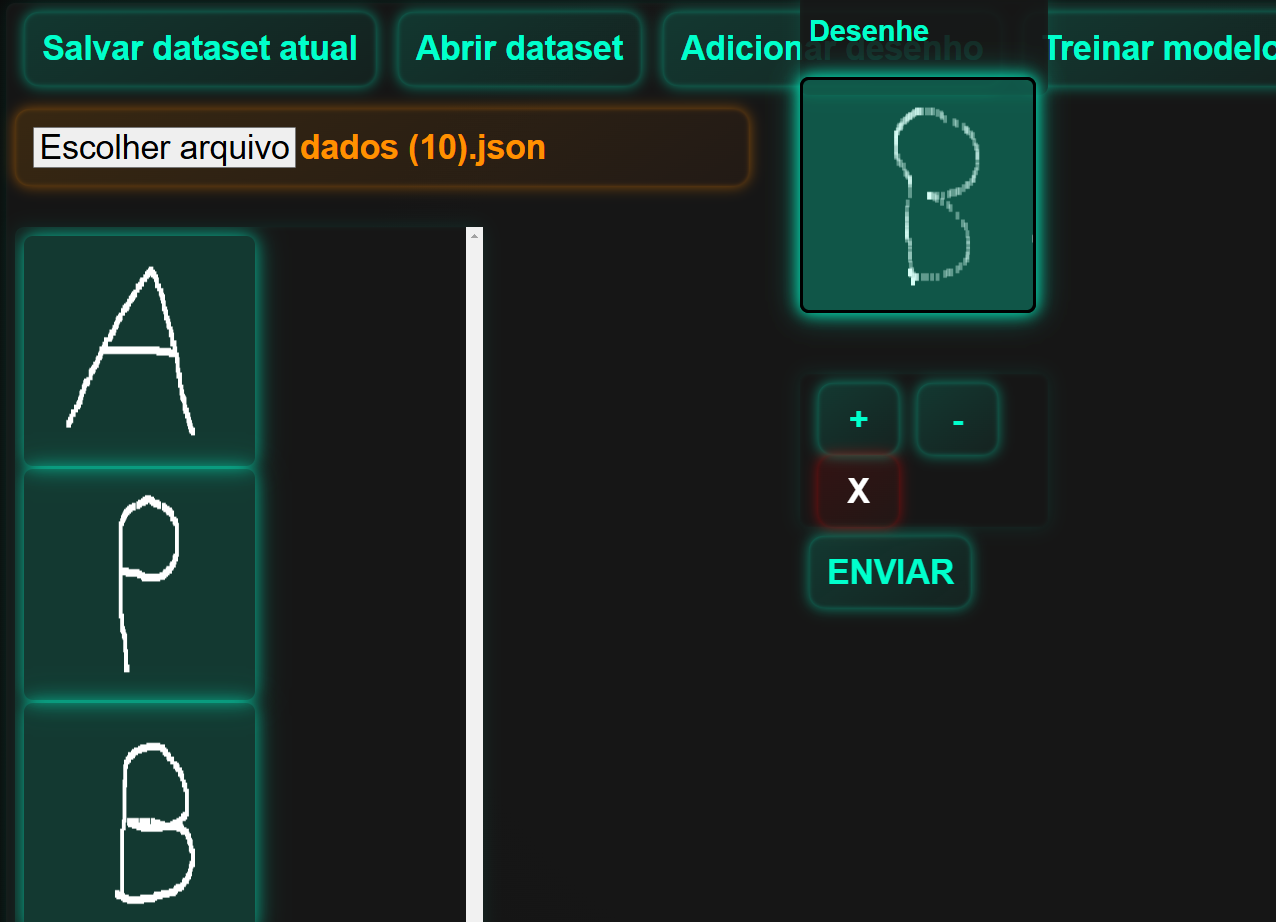 Salvar dataset atual
Abrir dataset
Adicionar desenho
Treinar modelo
Desenhe
Escolher arquivo dados (10).json
B
A
P
B
+
-
X
ENVIAR